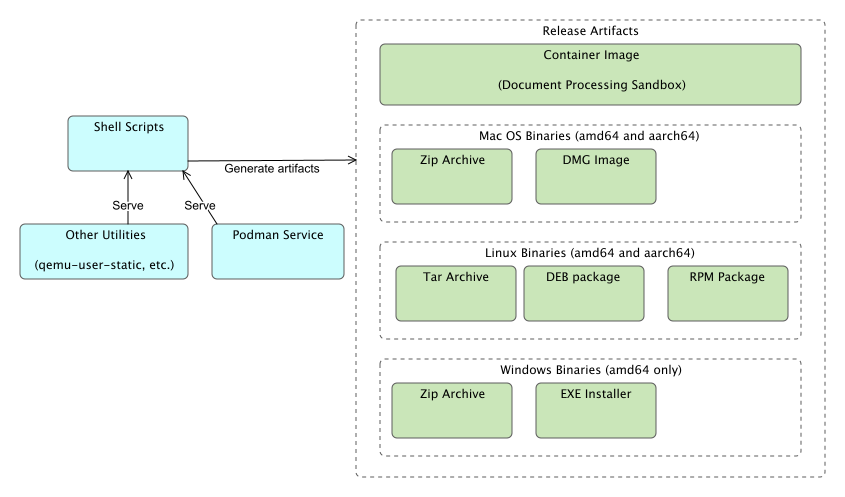 Release Artifacts
Container Image
(Document Processing Sandbox)
Shell Scripts
Generate artifacts
Serve
Serve
Other Utilities
(qemu-user-static, etc.)
Podman Service
Mac OS Binaries (amd64 and aarch64)
Zip Archive
DMG Image
Linux Binaries (amd64 and aarch64)
Tar Archive
DEB package
RPM Package
Windows Binaries (amd64 only)
Zip Archive
EXE Installer